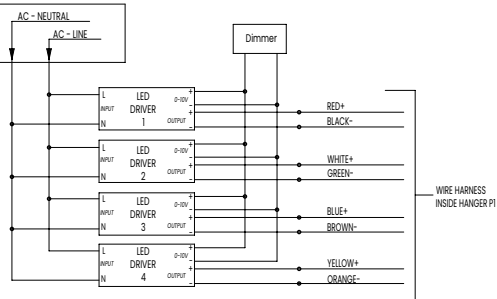 AC - NEUTRAL
AC - LINE
Dimmer
L
LED
0-10V
+
-
INPUT
DRIVER
+
N
1
OUTPUT
-
RED+
BLACK-
L
LED
0-10V
+
-
INPUT
DRIVER
+
N
2
OUTPUT
-
WHITE+
GREEN-
L
LED
0-10V
+
-
INPUT
DRIVER
+
N
3
OUTPUT
-
BLUE+
BROWN-
L
LED
0-10V
+
-
INPUT
DRIVER
+
N
4
OUTPUT
-
YELLOW+
ORANGE-
WIRE HARNESS
INSIDE HANGER P1